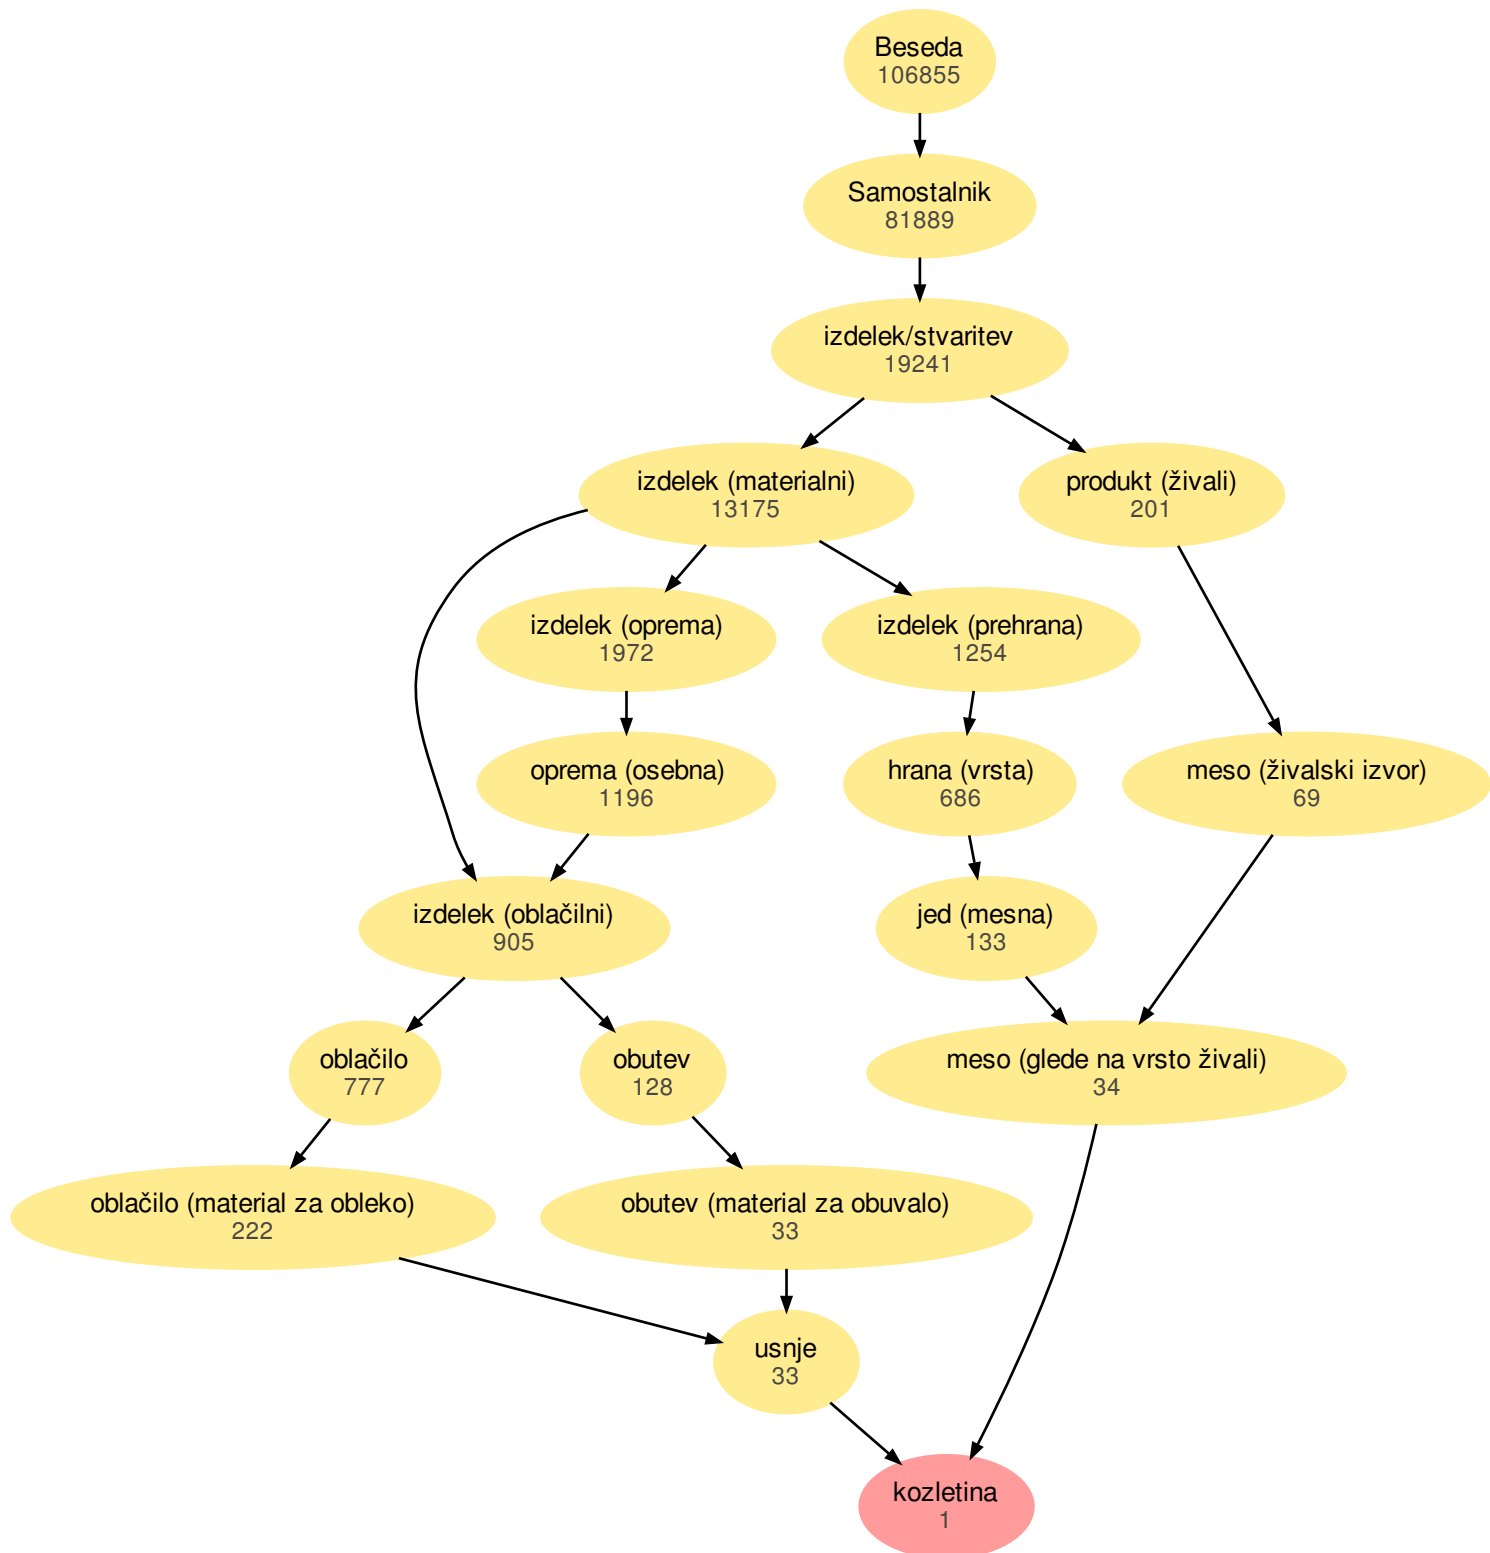 Beseda
106855
Samostalnik
81889
izdelek/stvaritev
19241
izdelek (materialni)
13175
produkt (živali)
201
izdelek (oprema)
1972
izdelek (prehrana)
1254
oprema (osebna)
1196
hrana (vrsta)
686
meso (živalski izvor)
69
izdelek (oblačilni)
905
jed (mesna)
133
oblačilo
777
obutev
128
meso (glede na vrsto živali)
34
oblačilo (material za obleko)
222
obutev (material za obuvalo)
33
usnje
33
kozletina
1